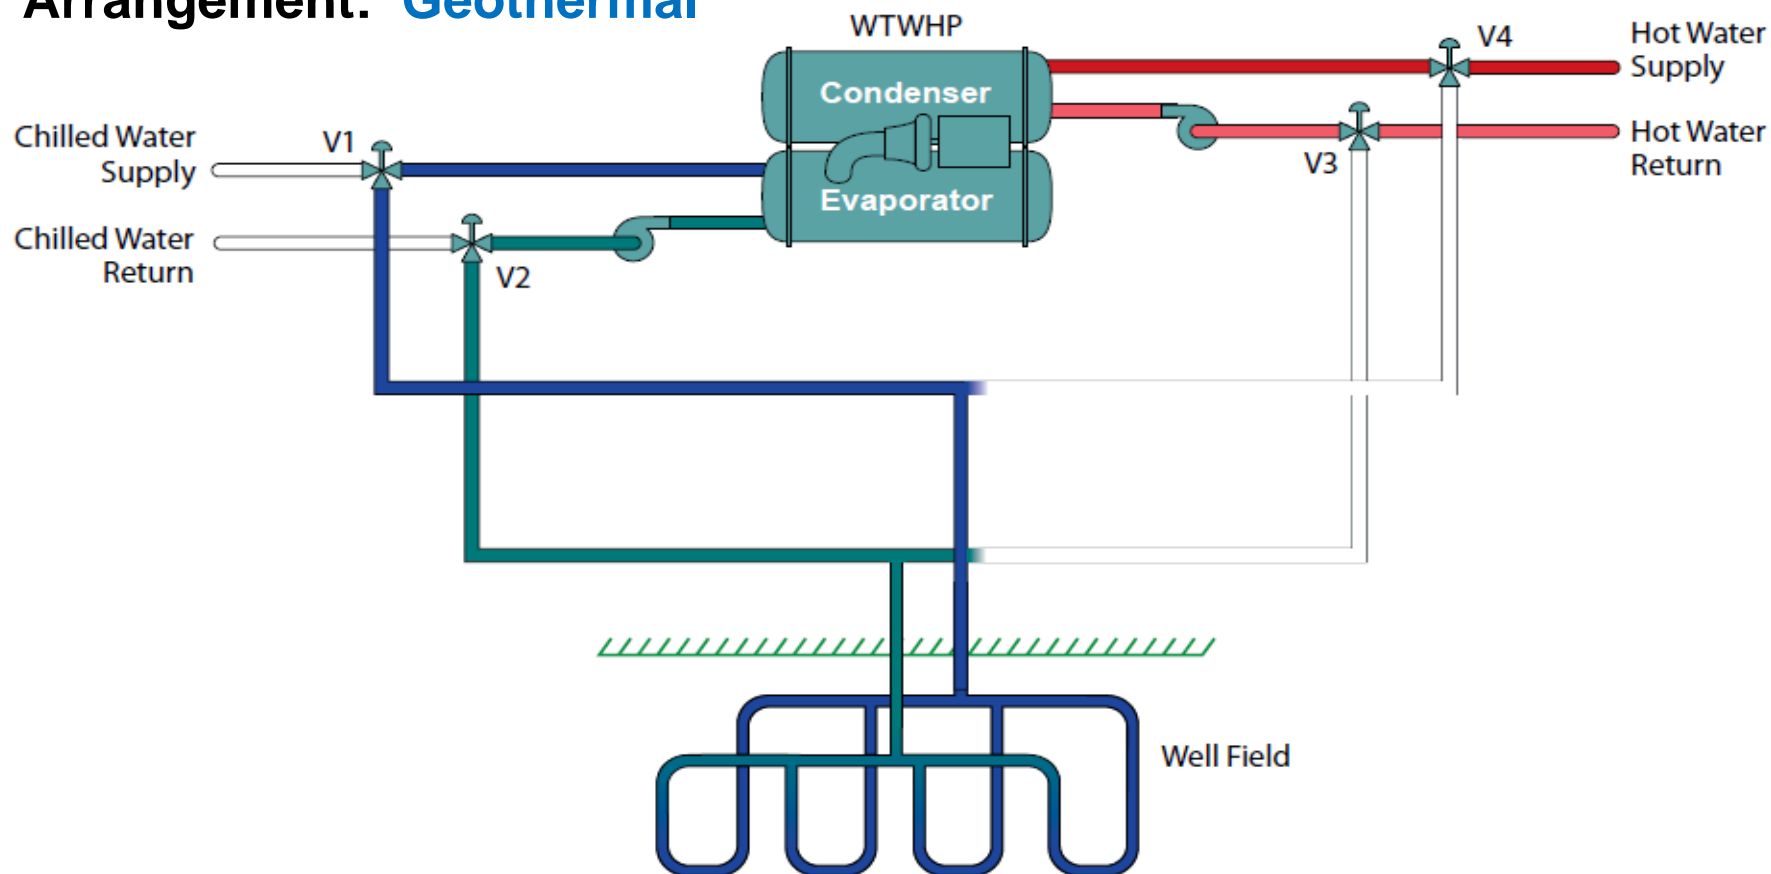 Arrangement: Geothermal
WTWHP
V4
Hot Water
Supply
Condenser
Chilled Water
Supply
V1
Hot Water
Return
V3
Evaporator
Chilled Water
Return
V2
Well Field